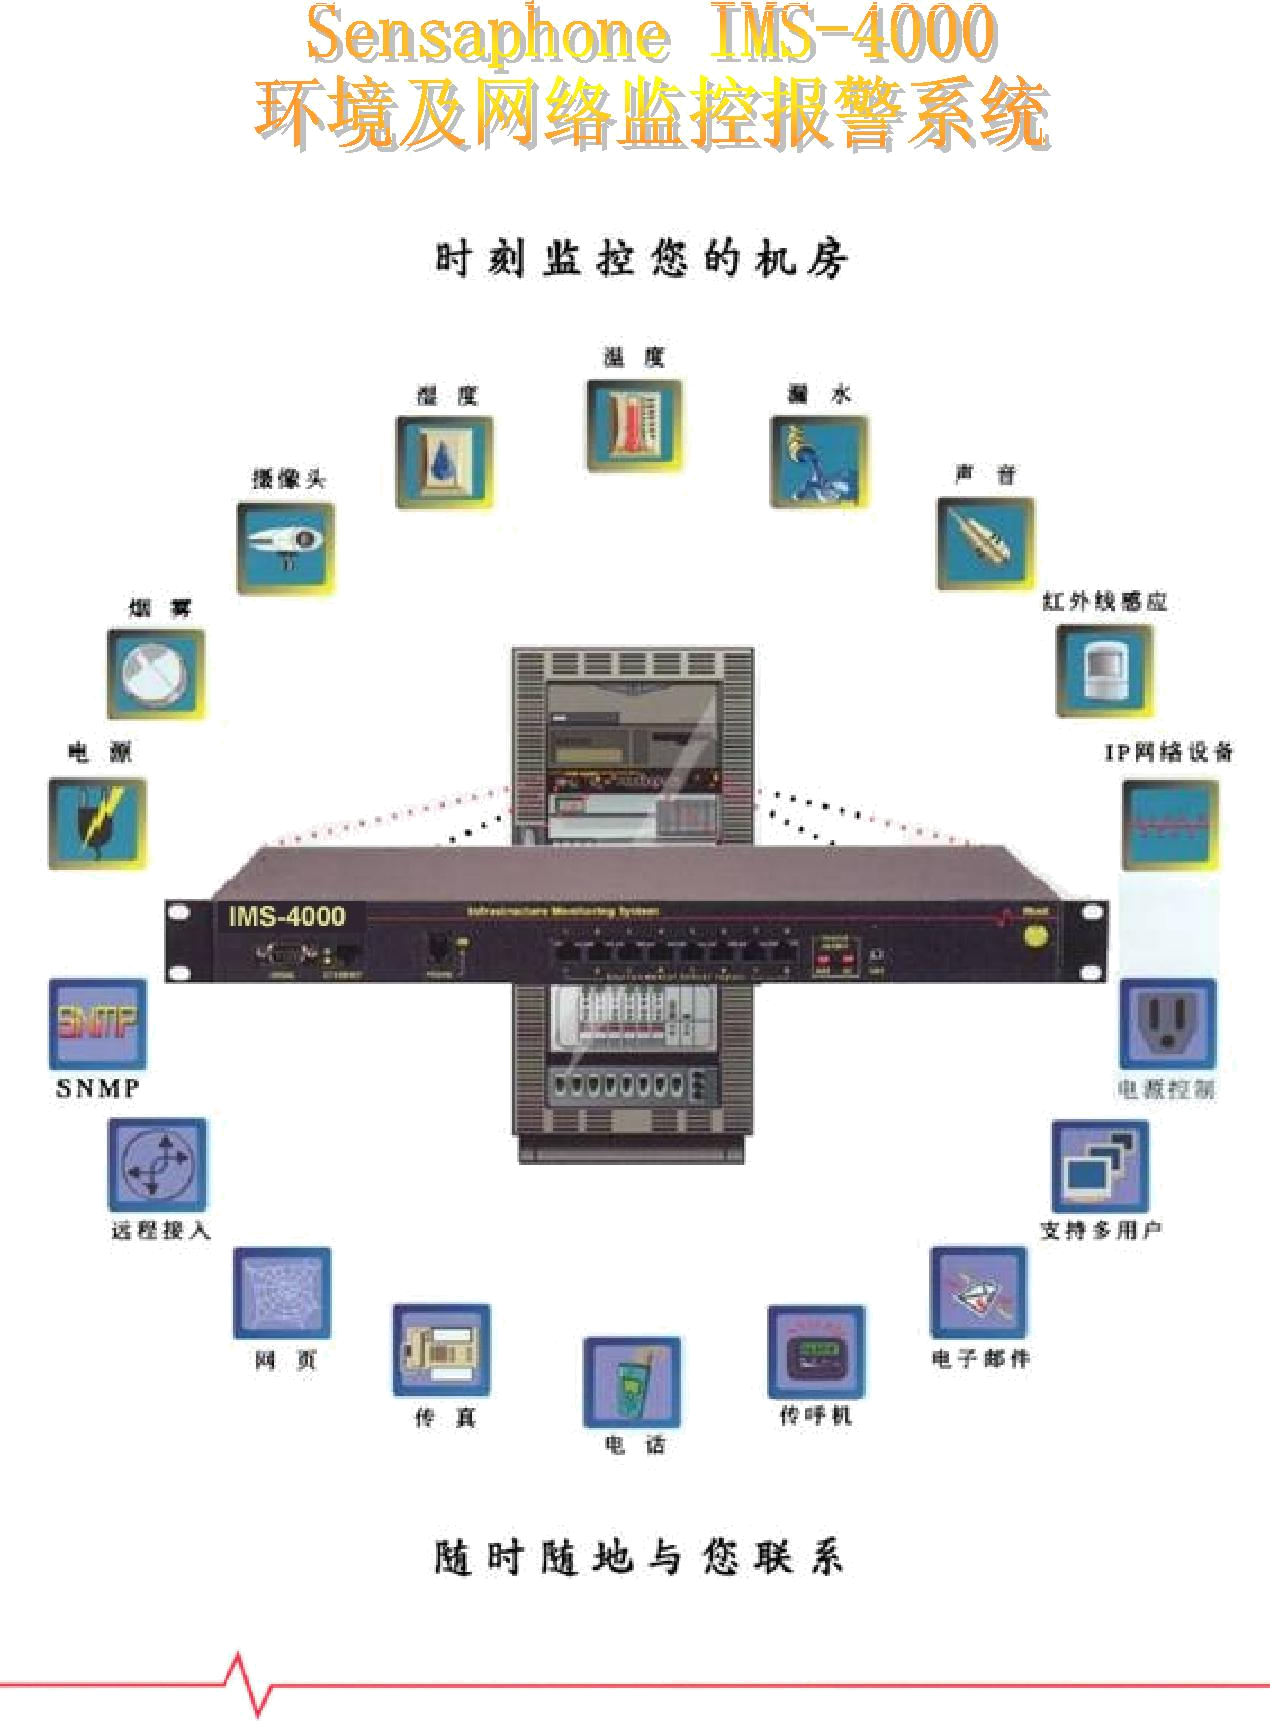 Sensaphone IMS-4000
环境及网络监控报警系统
时刻监控您的机房
温 度
湿 度
漏 水
摄像头
声 音
烟 雾
红外线感应
电 源
IP网络设备
IMS-4000
Infrastructure Monitoring System
Host
SNMP
SNMP
电源控制
远程接入
支持多用户
网 页
电子邮件
传 真
传呼机
电 话
随时随地与您联系